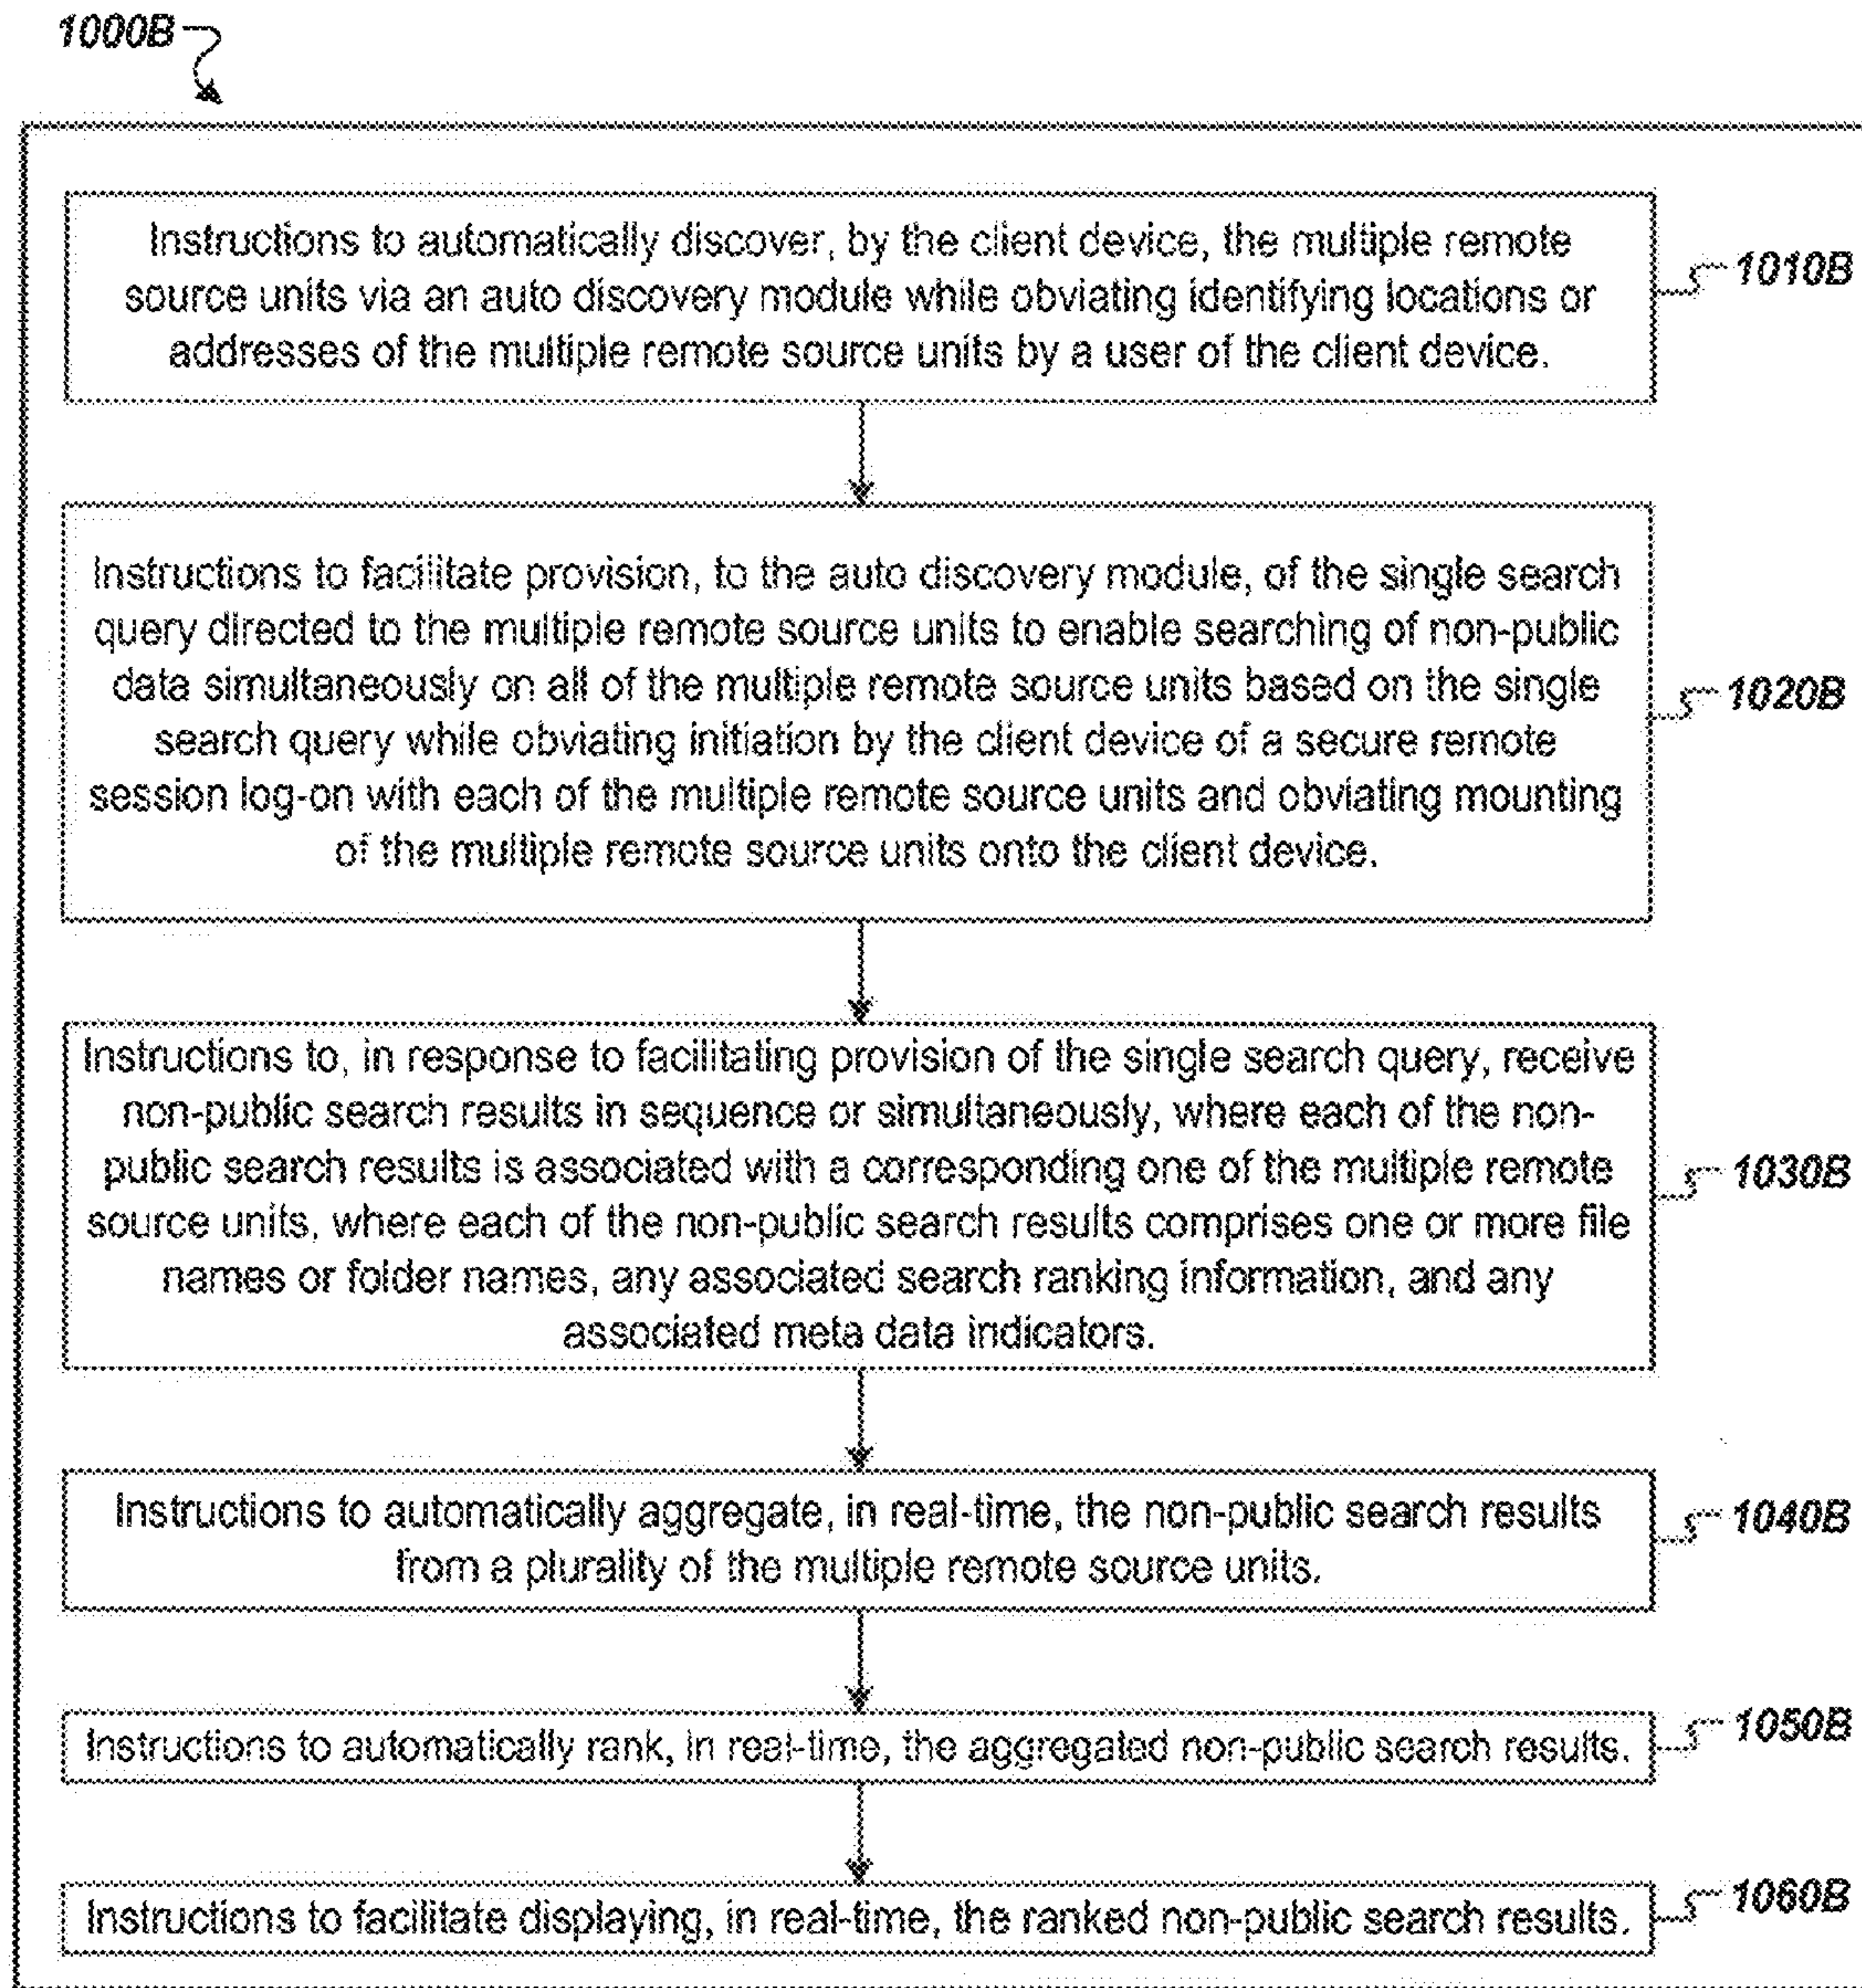 1000B
Instructions to automatically discover, by the client device, the multiple remote
source units via an auto discovery module while obviating identifying locations or
addresses of the multiple remote source units by a user of the client device.
1010B
Instructions to facilitate provision, to the auto discovery module, of the single search
query directed to the multiple remote source units to enable searching of non-public
data simultaneously on all of the multiple remote source units based on the single
search query while obviating initiation by the client device of a secure remote
session log-on with each of the multiple remote source units and obviating mounting
of the multiple remote source units onto the client device.
1020B
Instructions to, in response to facilitating provision of the single search query, receive
non-public search results in sequence or simultaneously, where each of the non-
public search results is associated with a corresponding one of the multiple remote
source units, where each of the non-public search results comprises one or more file
names or folder names, any associated search ranking information, and any
associated meta data indicators.
1030B
Instructions to automatically aggregate, in real-time, the non-public search results
from a plurality of the multiple remote source units.
1040B
Instructions to automatically rank, in real-time, the aggregated non-public search results.
1050B
Instructions to facilitate displaying, in real-time, the ranked non-public search results.
1060B